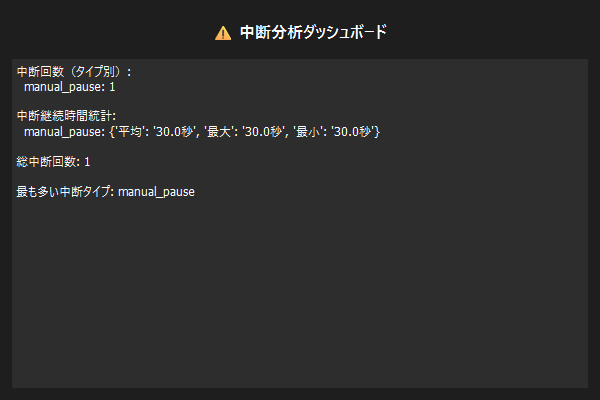 ⚠ 中断分析ダッシュボード
中断回数（タイプ別）:
manual_pause: 1
中断継続時間統計:
manual_pause: {'平均': '30.0秒', '最大': '30.0秒', '最小': '30.0秒'}
総中断回数: 1
最も多い中断タイプ: manual_pause